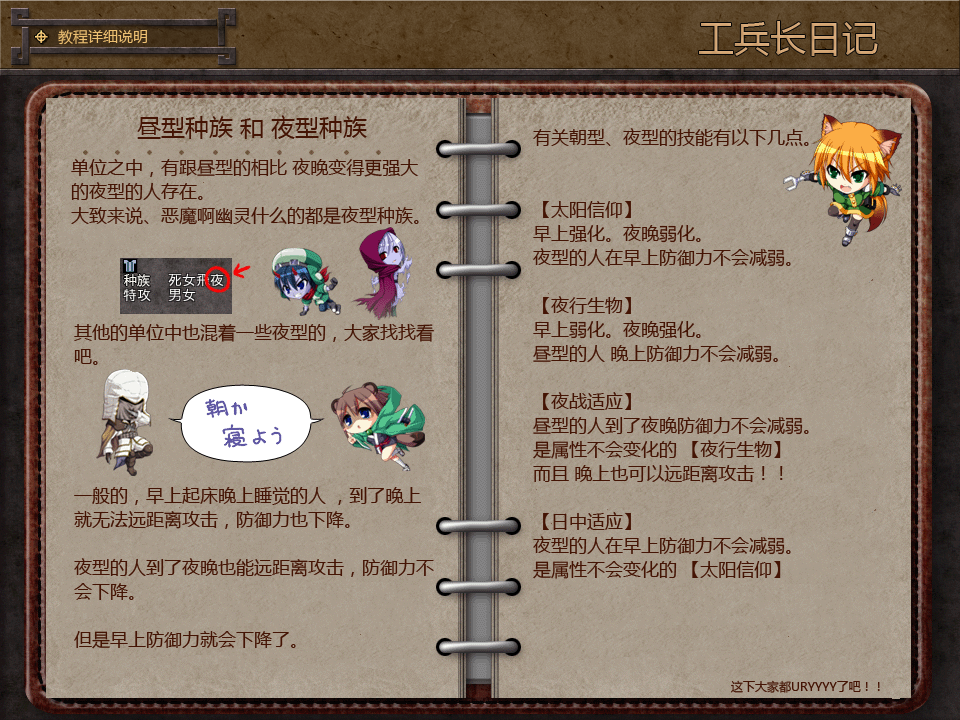 教程详细说明
工兵长日记
昼型种族 和 夜型种族
单位之中，有跟昼型的相比 夜晚变得更强大
的夜型的人存在。
大致来说、恶魔啊幽灵什么的都是夜型种族。
种族 死女飛夜
特攻 男女
其他的单位中也混着一些夜型的，大家找找看
吧。
朝か
寝よう
一般的，早上起床晚上睡觉的人 ，到了晚上
就无法远距离攻击，防御力也下降。
夜型的人到了夜晚也能远距离攻击，防御力不
会下降。
但是早上防御力就会下降了。
有关朝型、夜型的技能有以下几点。
【太阳信仰】
早上强化。夜晚弱化。
夜型的人在早上防御力不会减弱。
【夜行生物】
早上弱化。夜晚强化。
昼型的人 晚上防御力不会减弱。
【夜战适应】
昼型的人到了夜晚防御力不会减弱。
是属性不会变化的 【夜行生物】
而且 晚上也可以远距离攻击！！
【日中适应】
夜型的人在早上防御力不会减弱。
是属性不会变化的 【太阳信仰】
这下大家都URYYYY了吧！！